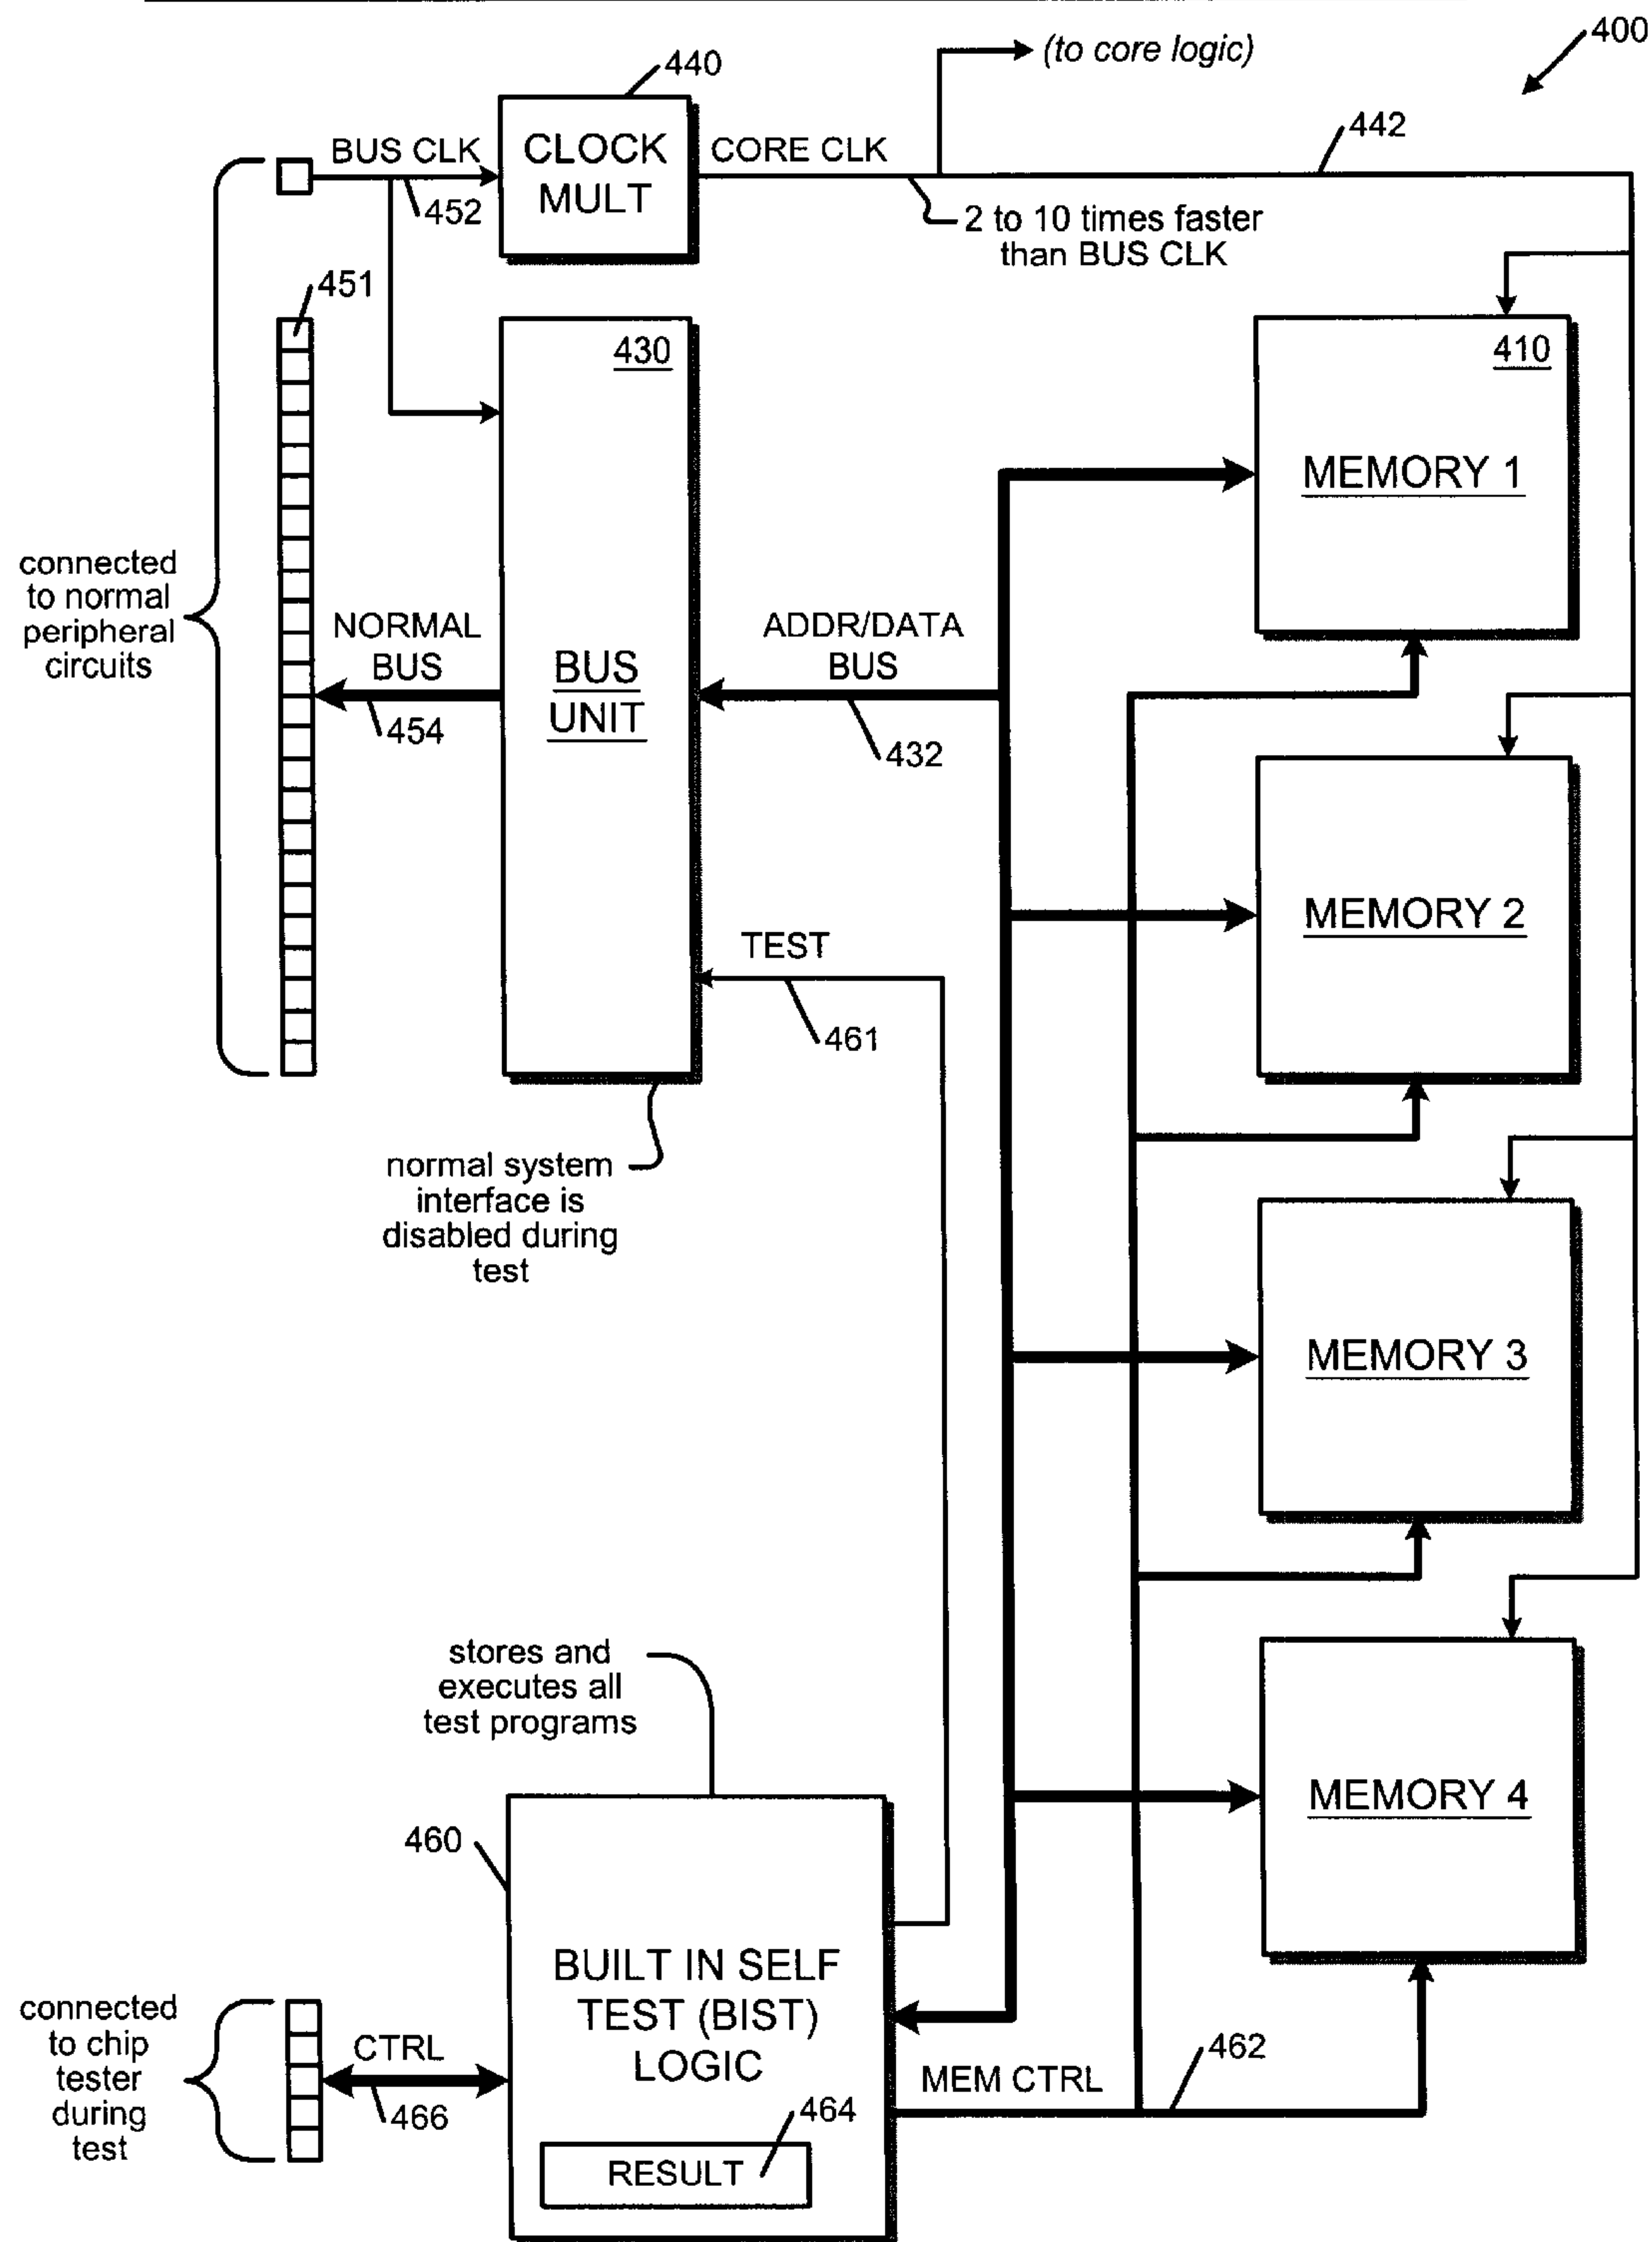 400
(to core logic)
440
442
BUS CLK
CLOCK
MULT
CORE CLK
452
2 to 10 times faster
than BUS CLK
451
430
410
MEMORY 1
connected
to normal
peripheral
circuits
NORMAL
BUS
454
BUS
UNIT
ADDR/DATA
BUS
432
MEMORY 2
TEST
461
normal system
interface is
disabled during
test
MEMORY 3
stores and
executes all
test programs
MEMORY 4
460
BUILT IN SELF
TEST (BIST)
LOGIC
connected
to chip
tester
during
test
CTRL
466
MEM CTRL
462
464
RESULT